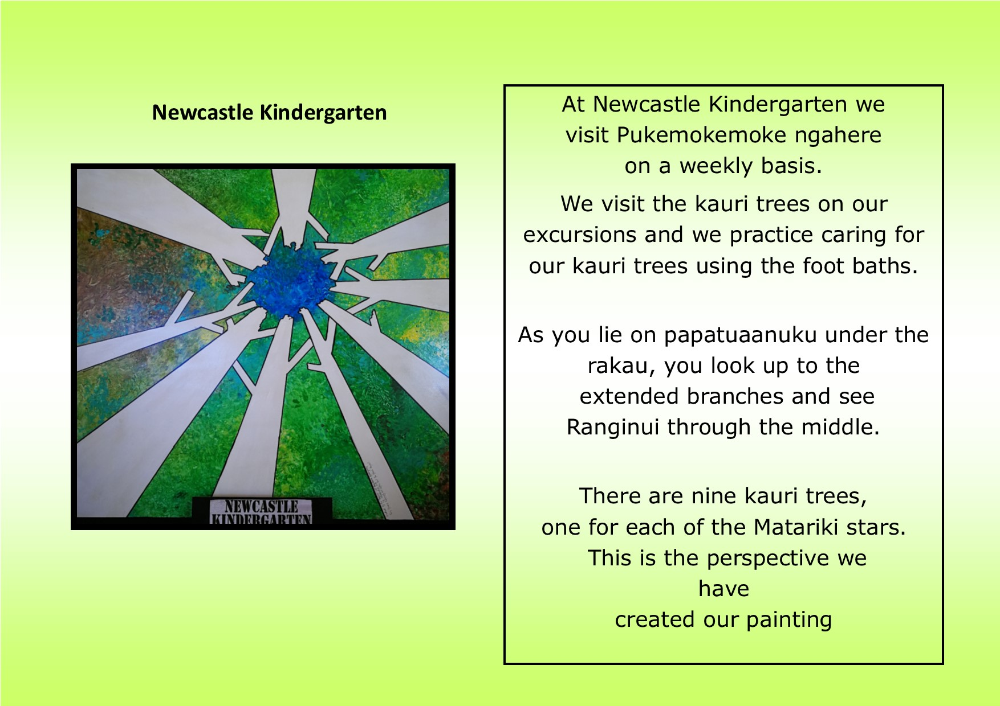 Newcastle Kindergarten
NEWCASTLE
KINDERGARTEN
At Newcastle Kindergarten we
visit Pukemokemoke ngahere
on a weekly basis.
We visit the kauri trees on our
excursions and we practice caring for
our kauri trees using the foot baths.
As you lie on papatuaanuku under the
rakau, you look up to the
extended branches and see
Ranginui through the middle.
There are nine kauri trees,
one for each of the Matariki stars.
This is the perspective we
have
created our painting